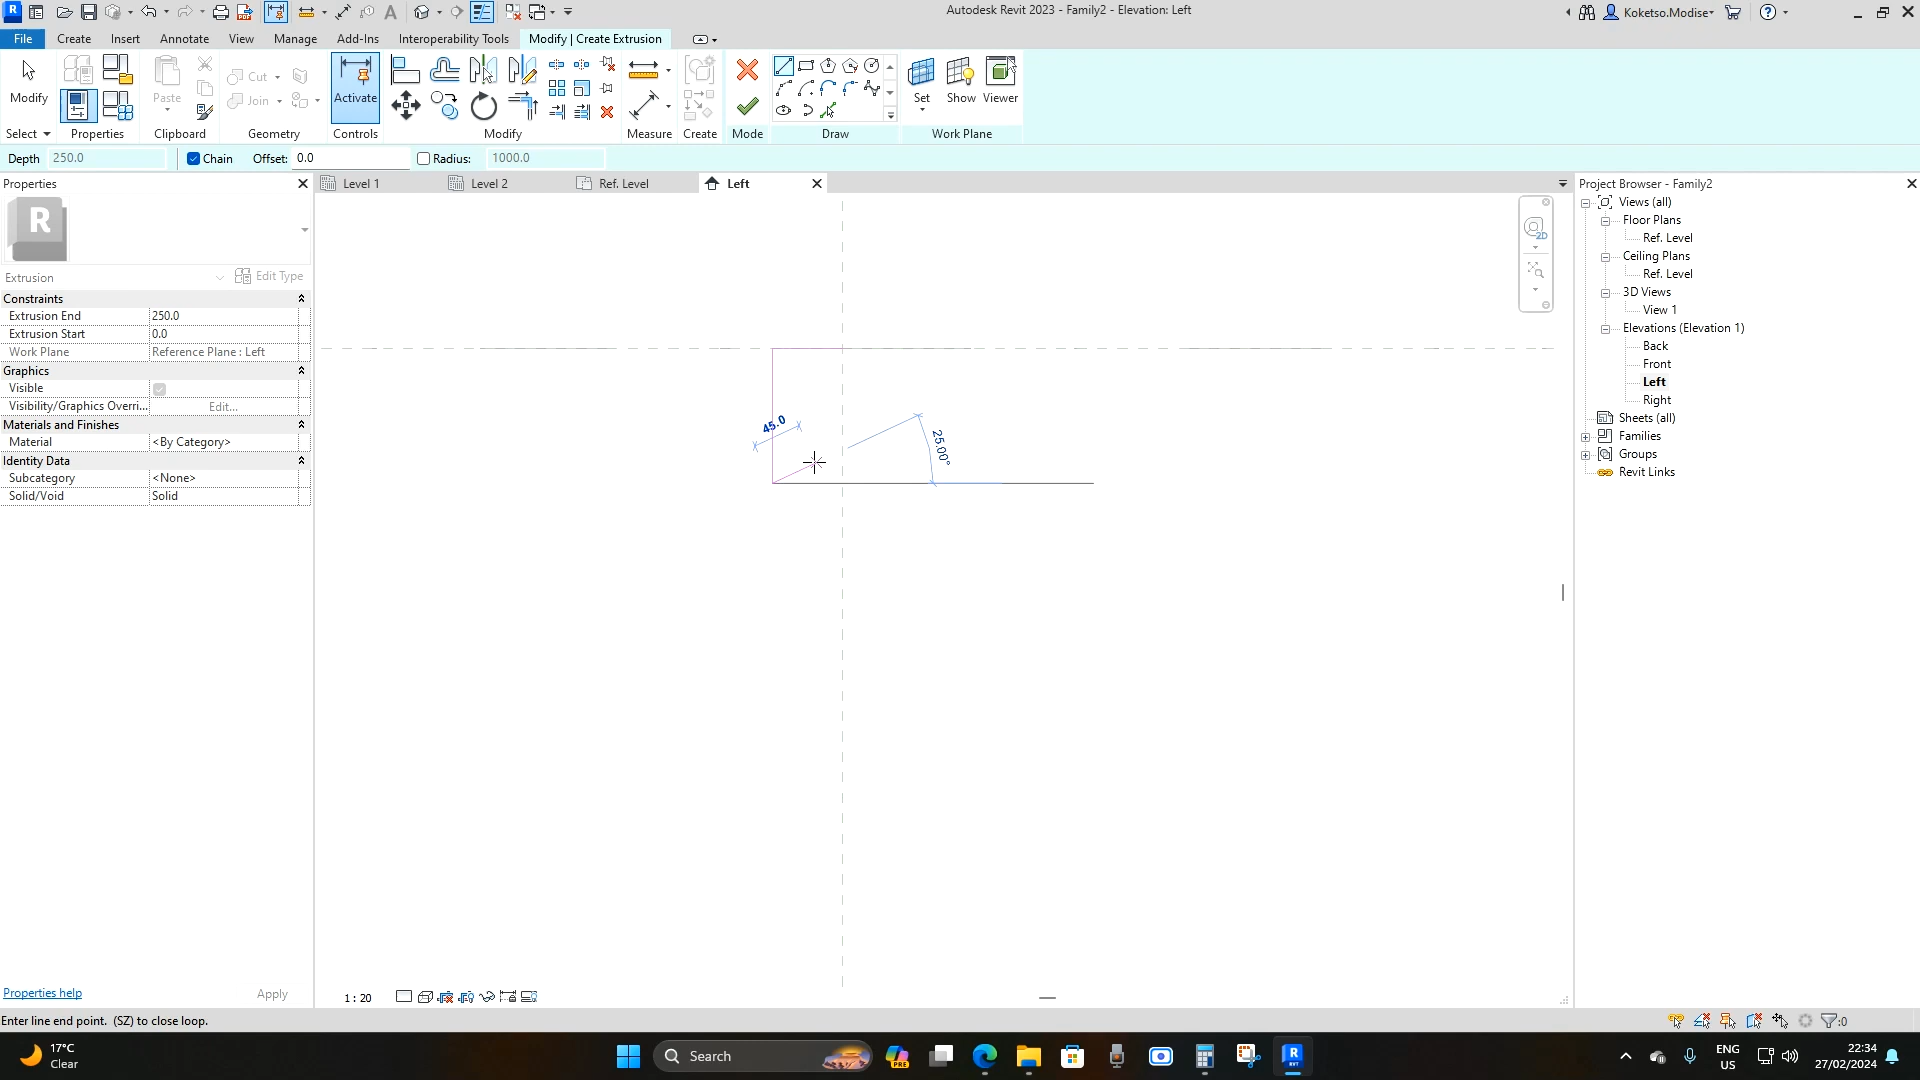 Autodesk Revit 2023 - Family2 - Elevation: Left
Koketso.Modise
File Create Insert Annotate View Manage Add-Ins Interoperability Tools Modify | Create Extrusion
Modify
Paste
Cut
Join
Activate
Set Show Viewer
Select Properties Clipboard Geometry Controls Modify Measure Create Mode Draw Work Plane
Depth 250.0 Chain Offset: 0.0 Radius: 1000.0
Properties
R
Extrusion
Edit Type
Constraints
Extrusion End 250.0
Extrusion Start 0.0
Work Plane Reference Plane : Left
Graphics
Visible
Visibility/Graphics Overri... Edit...
Materials and Finishes
Material <By Category>
Identity Data
Subcategory <None>
Solid/Void Solid
Properties help
Apply
Level 1
Level 2
Ref. Level
Left
45.0
25.00°
2D
1 : 20
Project Browser - Family2
Views (all)
Floor Plans
Ref. Level
Ceiling Plans
Ref. Level
3D Views
View 1
Elevations (Elevation 1)
Back
Front
Left
Right
Sheets (all)
Families
Groups
Revit Links
Enter line end point. (SZ) to close loop.
:0
17°C
Clear
Search
PRE
R
RVT
ENG
US
22:34
27/02/2024